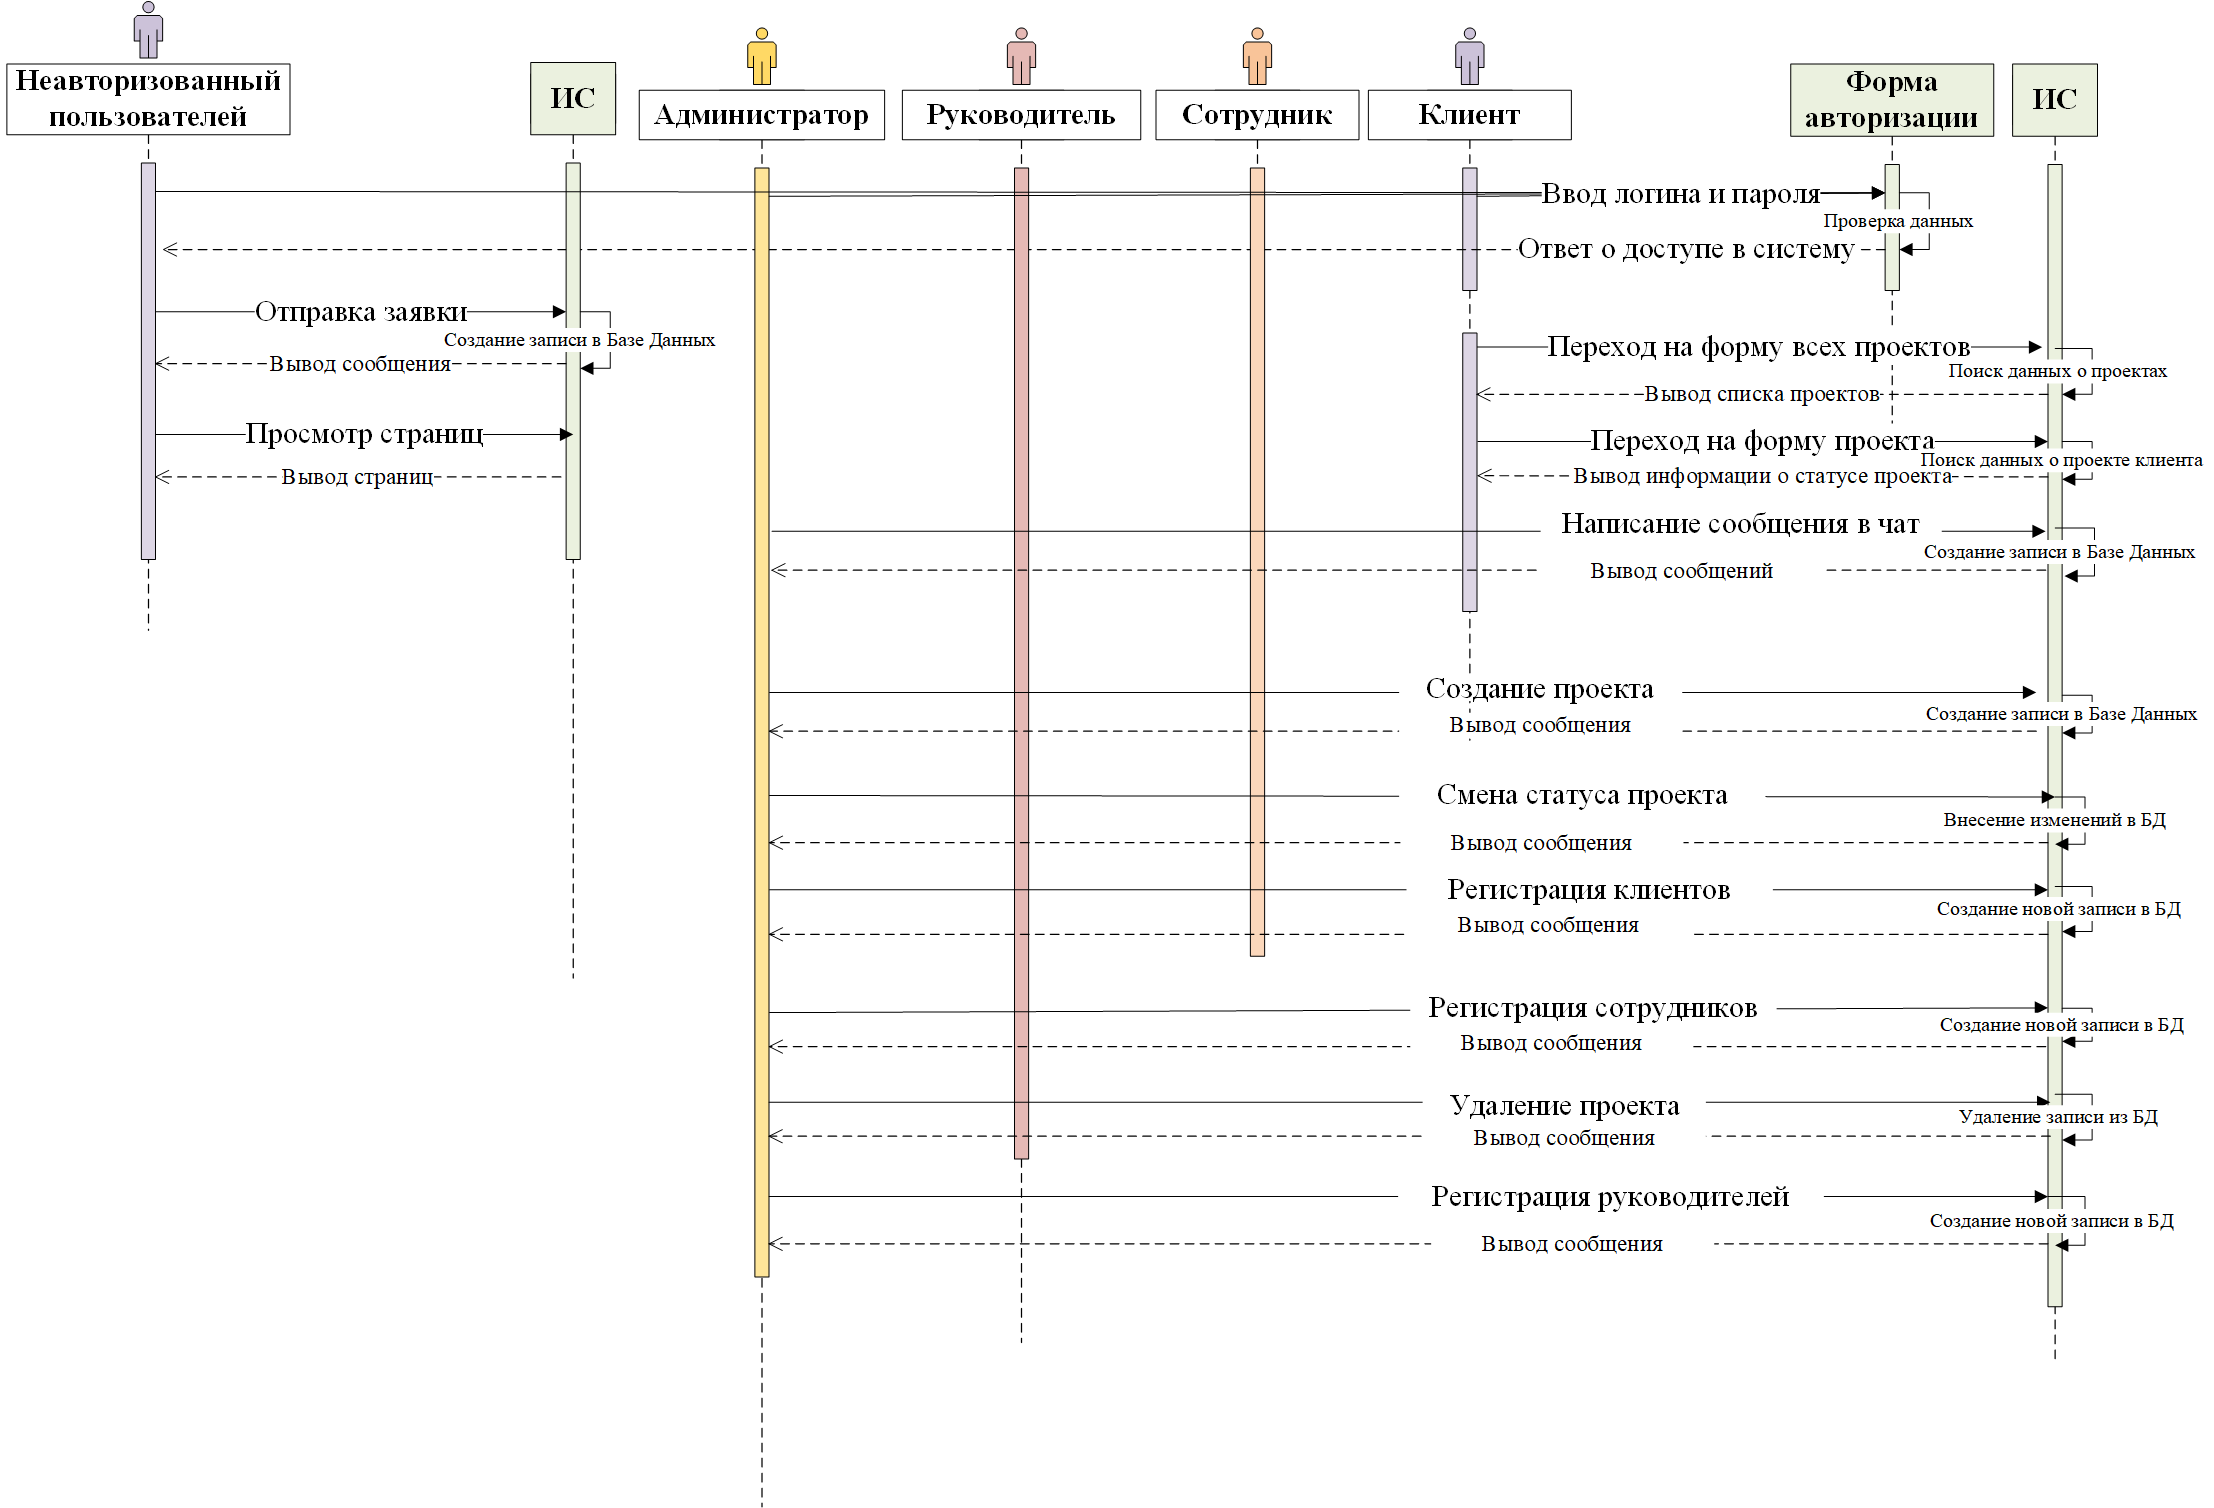 Неавторизованный
пользователей
ИС
Администратор
Руководитель
Сотрудник
Клиент
Форма
авторизации
ИС
Ввод логина и пароля
Проверка данных
Ответ о доступе в систему
Отправка заявки
Создание записи в Базе Данных
Вывод сообщения
Переход на форму всех проектов
Поиск данных о проектах
Вывод списка проектов
Просмотр страниц
Переход на форму проекта
Поиск данных о проекте клиента
Вывод страниц
Вывод информации о статусе проекта
Написание сообщения в чат
Создание записи в Базе Данных
Вывод сообщений
Создание проекта
Создание записи в Базе Данных
Вывод сообщения
Смена статуса проекта
Внесение изменений в БД
Вывод сообщения
Регистрация клиентов
Создание новой записи в БД
Вывод сообщения
Регистрация сотрудников
Создание новой записи в БД
Вывод сообщения
Удаление проекта
Удаление записи из БД
Вывод сообщения
Регистрация руководителей
Создание новой записи в БД
Вывод сообщения